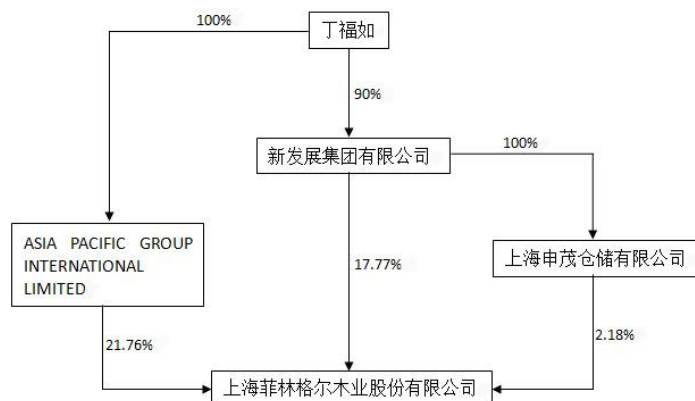 100%
丁福如
90%
新发展集团有限公司
100%
ASIA PACIFIC GROUP
INTERNATIONAL
LIMITED
17.77%
上海申茂仓储有限公司
21.76%
2.18%
上海菲林格尔木业股份有限公司